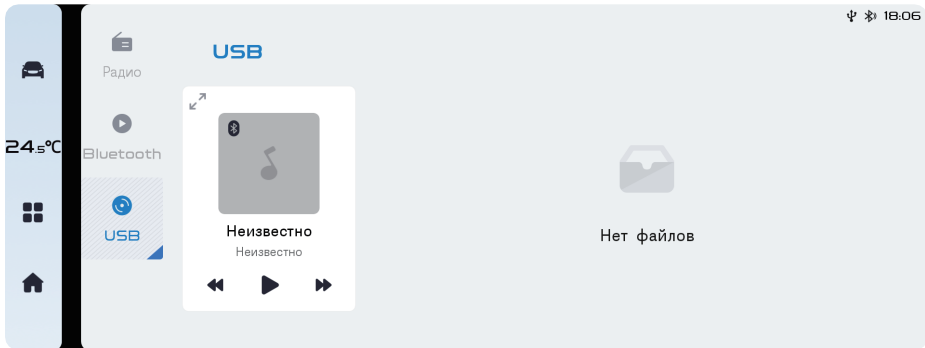 18:06
24.5°C
Радио
Bluetooth
USB
USB
Неизвестно
Неизвестно
Нет файлов